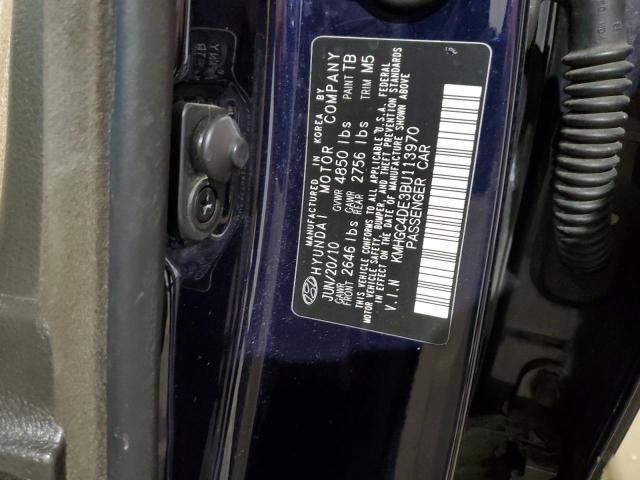 MANUFACTURED IN KOREA BY
HYUNDAI MOTOR COMPANY
JUN/20/10 GVWR 4850 lbs PAINT TB
GAWR FRONT 2646 lbs GAWR REAR 2756 lbs TRIM M5
THIS VEHICLE CONFORMS TO ALL APPLICABLE U.S.A. FEDERAL
MOTOR VEHICLE SAFETY, BUMPER, AND THEFT PREVENTION STANDARDS
IN EFFECT ON THE DATE OF MANUFACTURE SHOWN ABOVE
V.I.N KMHGC4DE3BU113970
PASSENGER CAR